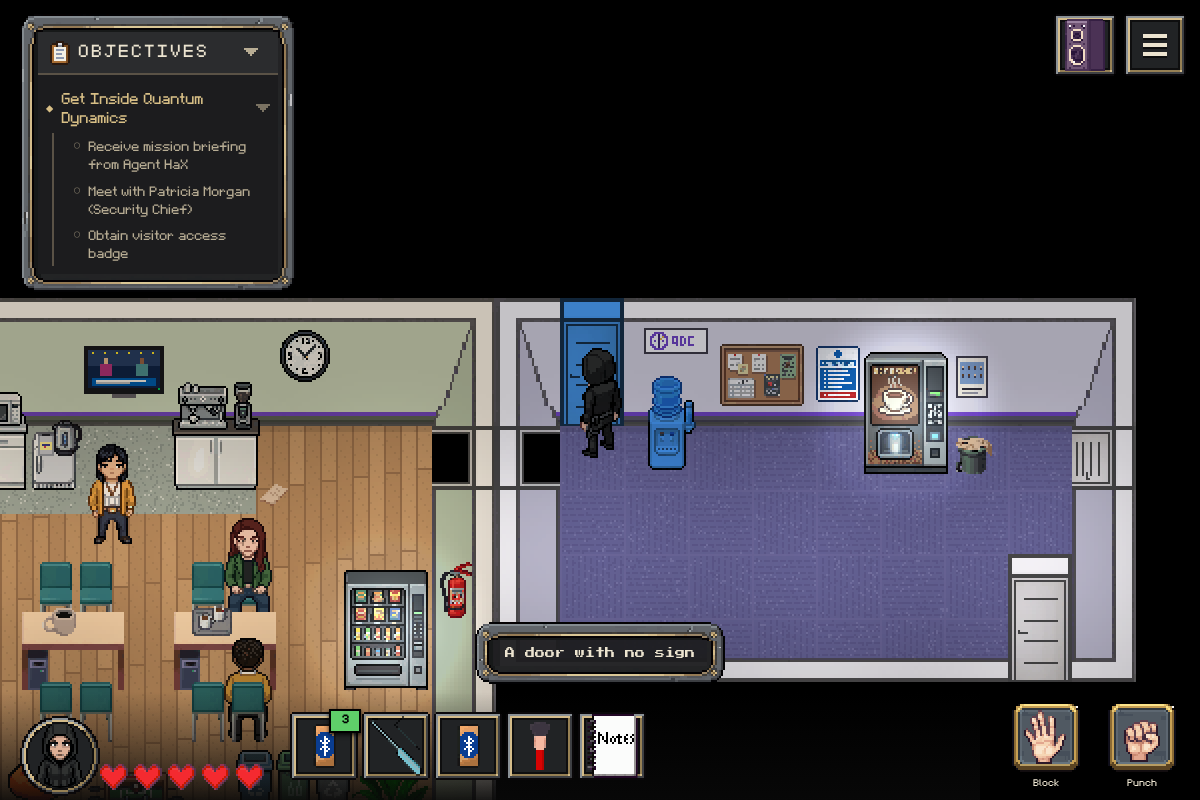 OBJECTIVES
Get Inside Quantum
Dynamics
Receive mission briefing
from Agent HaX
Meet with Patricia Morgan
(Security Chief)
Obtain visitor access
badge
QDC
A door with no sign
3
Notes
Block
Punch